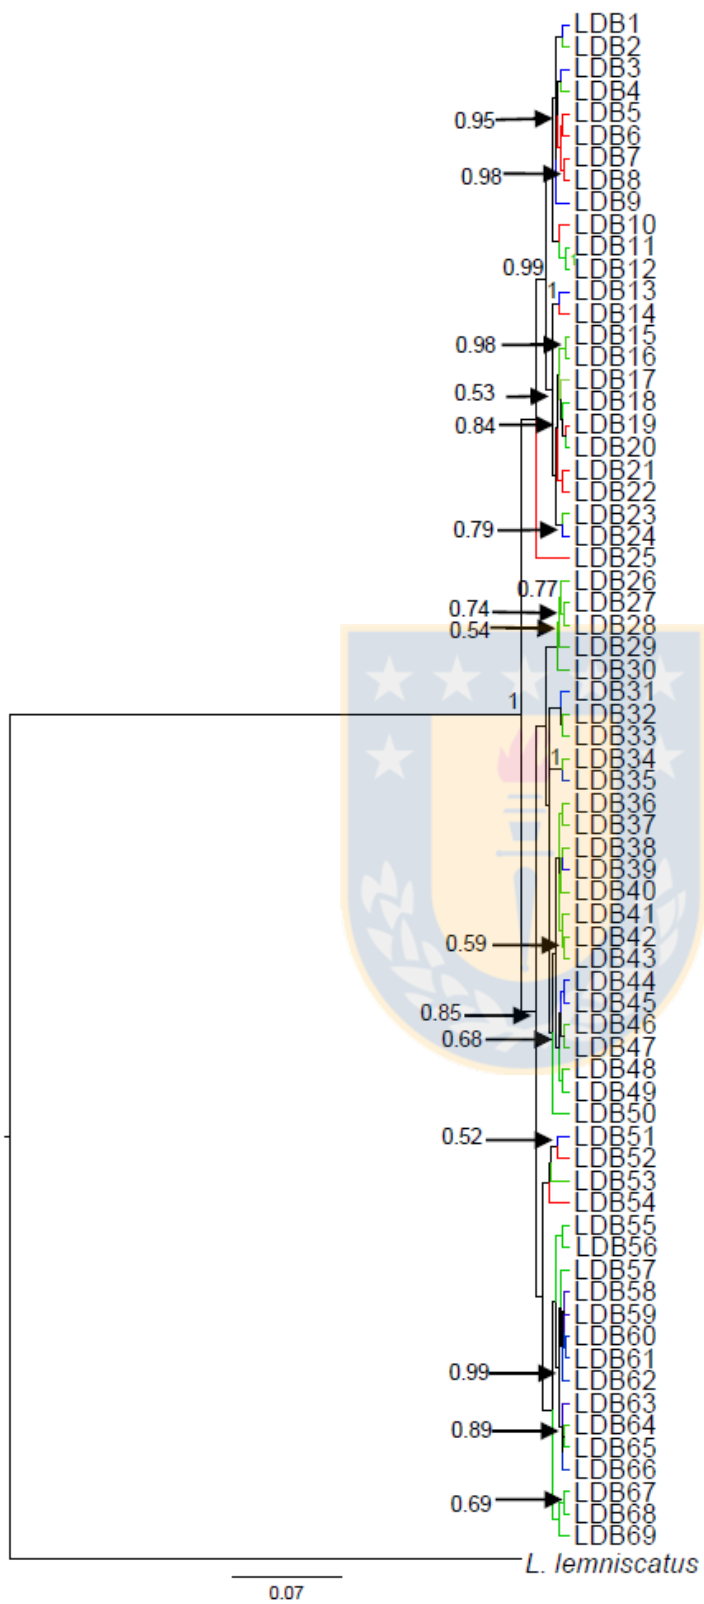 LDB1
LDB2
LDB3
LDB4
0.95
LDB5
LDB6
LDB7
0.98
LDB8
LDB9
LDB10
LDB11
0.99
LDB12
1
LDB13
LDB14
LDB15
0.98
LDB16
LDB17
0.53
LDB18
0.84
LDB19
LDB20
LDB21
LDB22
LDB23
0.79
LDB24
LDB25
0.77
LDB26
0.74
LDB27
0.54
LDB28
LDB29
LDB30
LDB31
1
LDB32
LDB33
1
LDB34
LDB35
LDB36
LDB37
LDB38
LDB39
LDB40
LDB41
0.59
LDB42
LDB43
LDB44
LDB45
0.85
LDB46
0.68
LDB47
LDB48
LDB49
LDB50
0.52
LDB51
LDB52
LDB53
LDB54
LDB55
LDB56
LDB57
LDB58
LDB59
LDB60
LDB61
0.99
LDB62
LDB63
0.89
LDB64
LDB65
LDB66
0.69
LDB67
LDB68
LDB69
L. lemniscatus
0.07